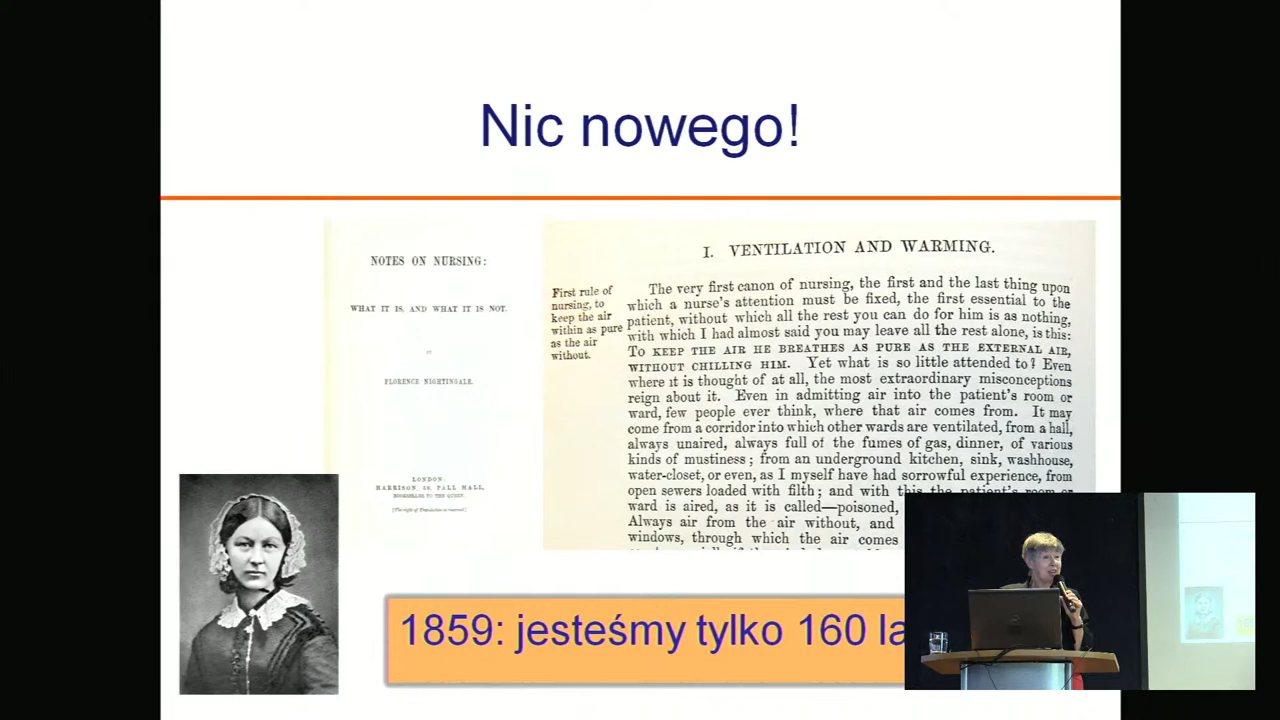 Nic nowego!
NOTES ON NURSING:
WHAT IT IS, AND WHAT IT IS NOT.
BY
FLORENCE NIGHTINGALE.
LONDON:
HARRISON, 59, PALL MALL,
BOOKSELLER TO THE QUEEN.
[The right of Translation is reserved.]
I. VENTILATION AND WARMING.
First rule of
nursing, to
keep the air
within as pure
as the air
without.
The very first canon of nursing, the first and the last thing upon
which a nurse's attention must be fixed, the first essential to the
patient, without which all the rest you can do for him is as nothing,
with which I had almost said you may leave all the rest alone, is this:
TO KEEP THE AIR HE BREATHES AS PURE AS THE EXTERNAL AIR,
WITHOUT CHILLING HIM. Yet what is so little attended to? Even
where it is thought of at all, the most extraordinary misconceptions
reign about it. Even in admitting air into the patient's room or
ward, few people ever think, where that air comes from. It may
come from a corridor into which other wards are ventilated, from a hall,
always unaired, always full of the fumes of gas, dinner, of various
kinds of mustiness; from an underground kitchen, sink, washhouse,
water-closet, or even, as I myself have had sorrowful experience, from
open sewers loaded with filth; and with this the patient's room or
ward is aired, as it is called—poisoned,
Always air from the air without, and
windows, through which the air comes
1859: jesteśmy tylko 160 la